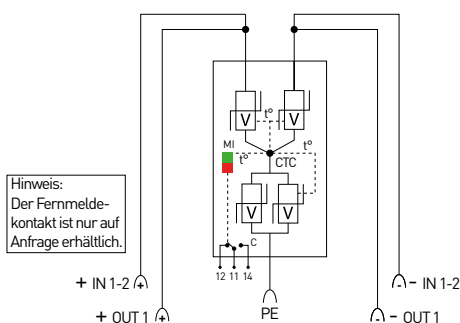 V
V
t°
t°
MI
t°
CTC
Hinweis:
Der Fernmelde-
kontakt ist nur auf
Anfrage erhältlich.
V
V
C
12 11 14
+ IN 1-2 +
- - IN 1-2
+ OUT 1 +
PE
- - OUT 1